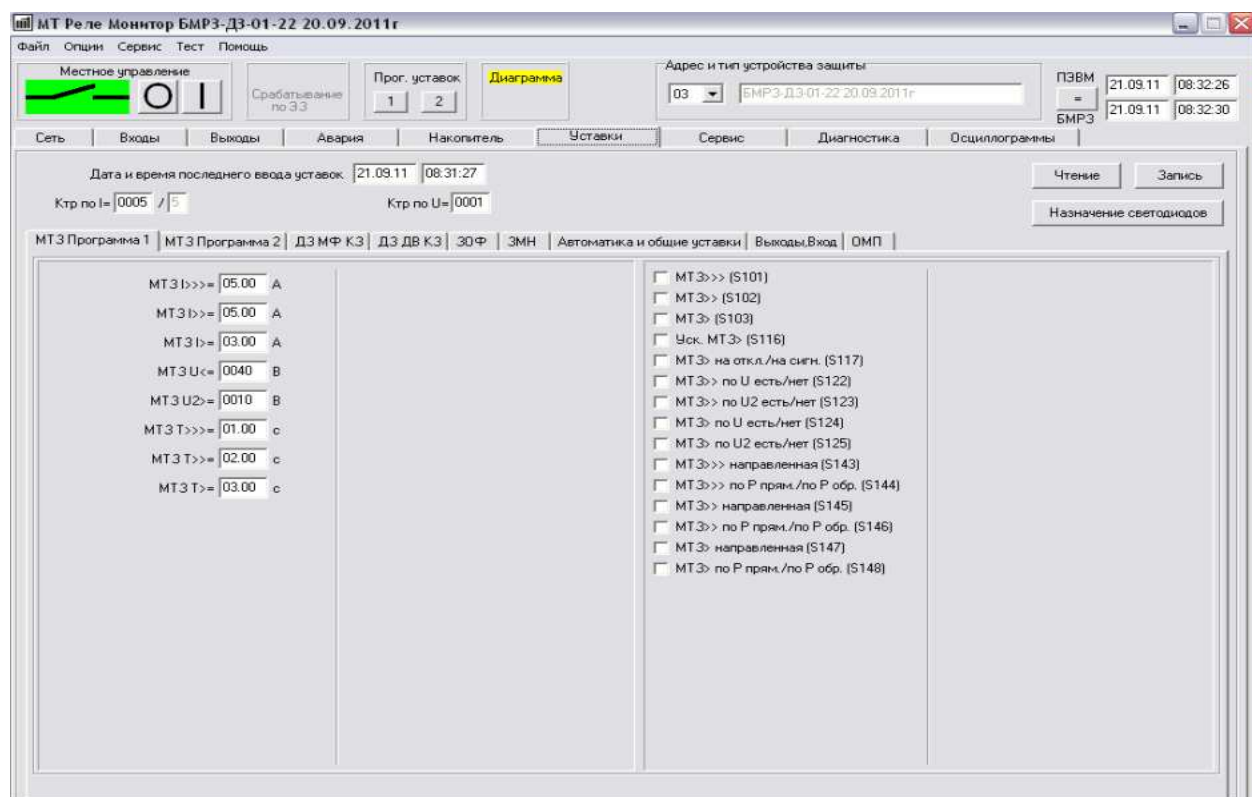 МТ Реле Монитор БМРЗ-ДЗ-01-22 20.09.2011г
Файл Опции Сервис Тест Помощь
Местное управление
Срабатывание по ЗЗ
Прог. уставок
1 2
Диаграмма
Адрес и тип устройства защиты
03 БМРЗ-ДЗ-01-22 20.09.2011г
ПЭВМ
=
БМРЗ
21.09.11 08:32:26
21.09.11 08:32:30
Сеть Входы Выходы Авария Накопитель Уставки Сервис Диагностика Осциллограммы
Дата и время последнего ввода уставок 21.09.11 08:31:27
Ктр по I= 0005 / 5 Ктр по U= 0001
Чтение Запись
Назначение светодиодов
МТЗ Программа 1 МТЗ Программа 2 ДЗ МФ КЗ ДЗ ДВ КЗ ЗОФ ЗМН Автоматика и общие уставки Выходы,Вход ОМП
МТЗ I>>>= 05.00 А
МТЗ I>>= 05.00 А
МТЗ I>= 03.00 А
МТЗ U<= 0040 В
МТЗ U2>= 0010 В
МТЗ T>>>= 01.00 с
МТЗ T>>= 02.00 с
МТЗ T>= 03.00 с
МТЗ>>> (S101)
МТЗ>> (S102)
МТЗ> (S103)
Уск. МТЗ> (S116)
МТЗ> на откл./на сигн. (S117)
МТЗ>> по U есть/нет (S122)
МТЗ>> по U2 есть/нет (S123)
МТЗ> по U есть/нет (S124)
МТЗ> по U2 есть/нет (S125)
МТЗ>>> направленная (S143)
МТЗ>>> по Р прям./по Р обр. (S144)
МТЗ>> направленная (S145)
МТЗ>> по Р прям./по Р обр. (S146)
МТЗ> направленная (S147)
МТЗ> по Р прям./по Р обр. (S148)